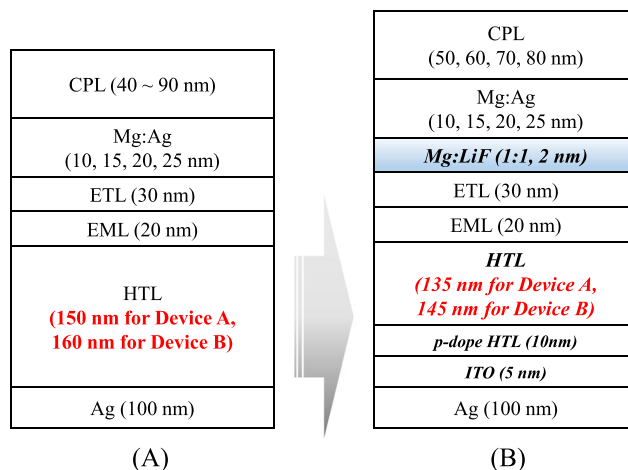 CPL (40 ~ 90 nm)
Mg:Ag
(10, 15, 20, 25 nm)
ETL (30 nm)
EML (20 nm)
HTL
(150 nm for Device A,
160 nm for Device B)
Ag (100 nm)
(A)
CPL
(50, 60, 70, 80 nm)
Mg:Ag
(10, 15, 20, 25 nm)
Mg:LiF (1:1, 2 nm)
ETL (30 nm)
EML (20 nm)
HTL
(135 nm for Device A,
145 nm for Device B)
p-dope HTL (10nm)
ITO (5 nm)
Ag (100 nm)
(B)